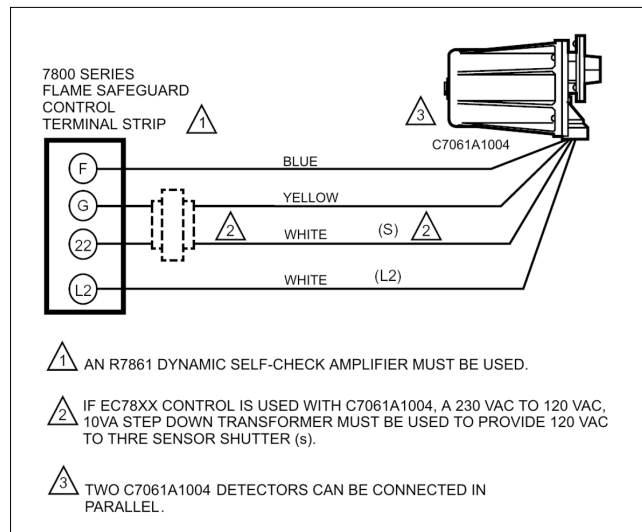 7800 SERIES
FLAME SAFEGUARD
CONTROL
TERMINAL STRIP
1
3
C7061A1004
F
BLUE
G
YELLOW
2
22
WHITE
(S)
2
L2
WHITE
(L2)
1 AN R7861 DYNAMIC SELF-CHECK AMPLIFIER MUST BE USED.
2 IF EC78XX CONTROL IS USED WITH C7061A1004, A 230 VAC TO 120 VAC,
10VA STEP DOWN TRANSFORMER MUST BE USED TO PROVIDE 120 VAC
TO THRE SENSOR SHUTTER (s).
3 TWO C7061A1004 DETECTORS CAN BE CONNECTED IN
PARALLEL.